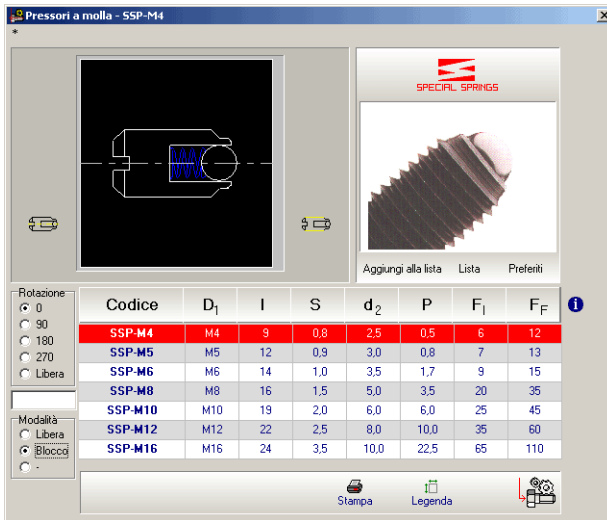 Pressori a molla - SSP-M4
*
SPECIAL SPRINGS
Aggiungi alla lista Lista Preferiti
Rotazione
0
90
180
270
Libera
Modalità
Libera
Blocco
-
Codice D1 I S d2 P FI FF
SSP-M4 M4 9 0,8 2,5 0,5 6 12
SSP-M5 M5 12 0,9 3,0 0,8 7 13
SSP-M6 M6 14 1,0 3,5 1,7 9 15
SSP-M8 M8 16 1,5 5,0 3,5 20 35
SSP-M10 M10 19 2,0 6,0 6,0 25 45
SSP-M12 M12 22 2,5 8,0 10,0 35 60
SSP-M16 M16 24 3,5 10,0 22,5 65 110
Stampa Legenda